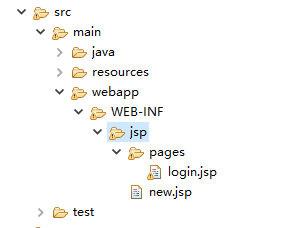 src
main
java
resources
webapp
WEB-INF
jsp
pages
login.jsp
new.jsp
test